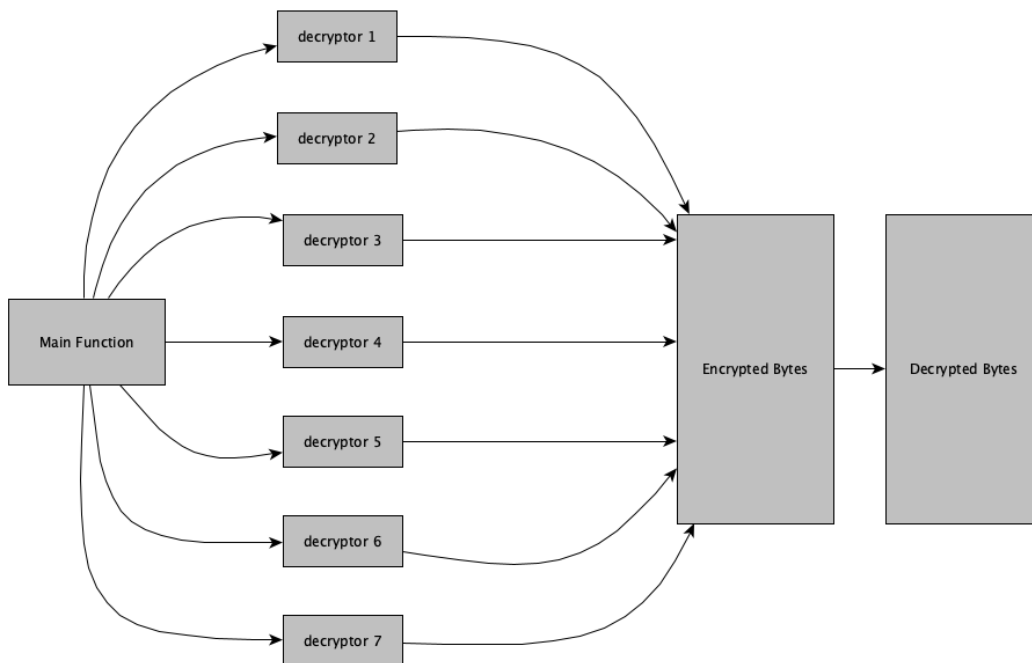 decryptor 1
decryptor 2
decryptor 3
Main Function
decryptor 4
Encrypted Bytes
Decrypted Bytes
decryptor 5
decryptor 6
decryptor 7